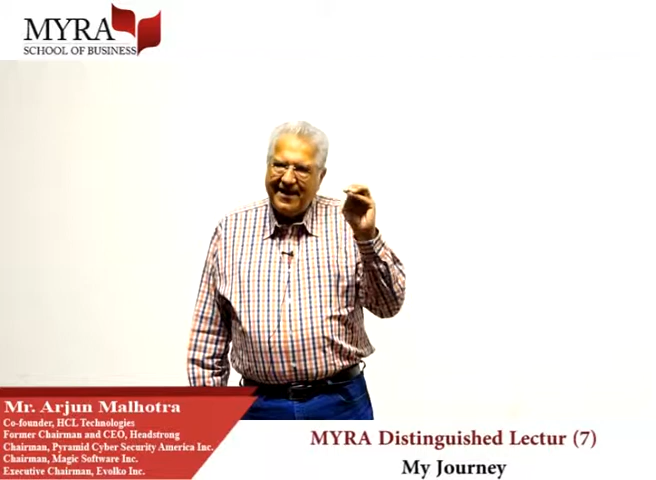 MYRA
SCHOOL OF BUSINESS
Mr. Arjun Malhotra
Co-founder, HCL Technologies
Former Chairman and CEO, Headstrong
Chairman, Pyramid Cyber Security America Inc.
Chairman, Magic Software Inc.
Executive Chairman, Evolko Inc.
MYRA Distinguished Lectur (7)
My Journey